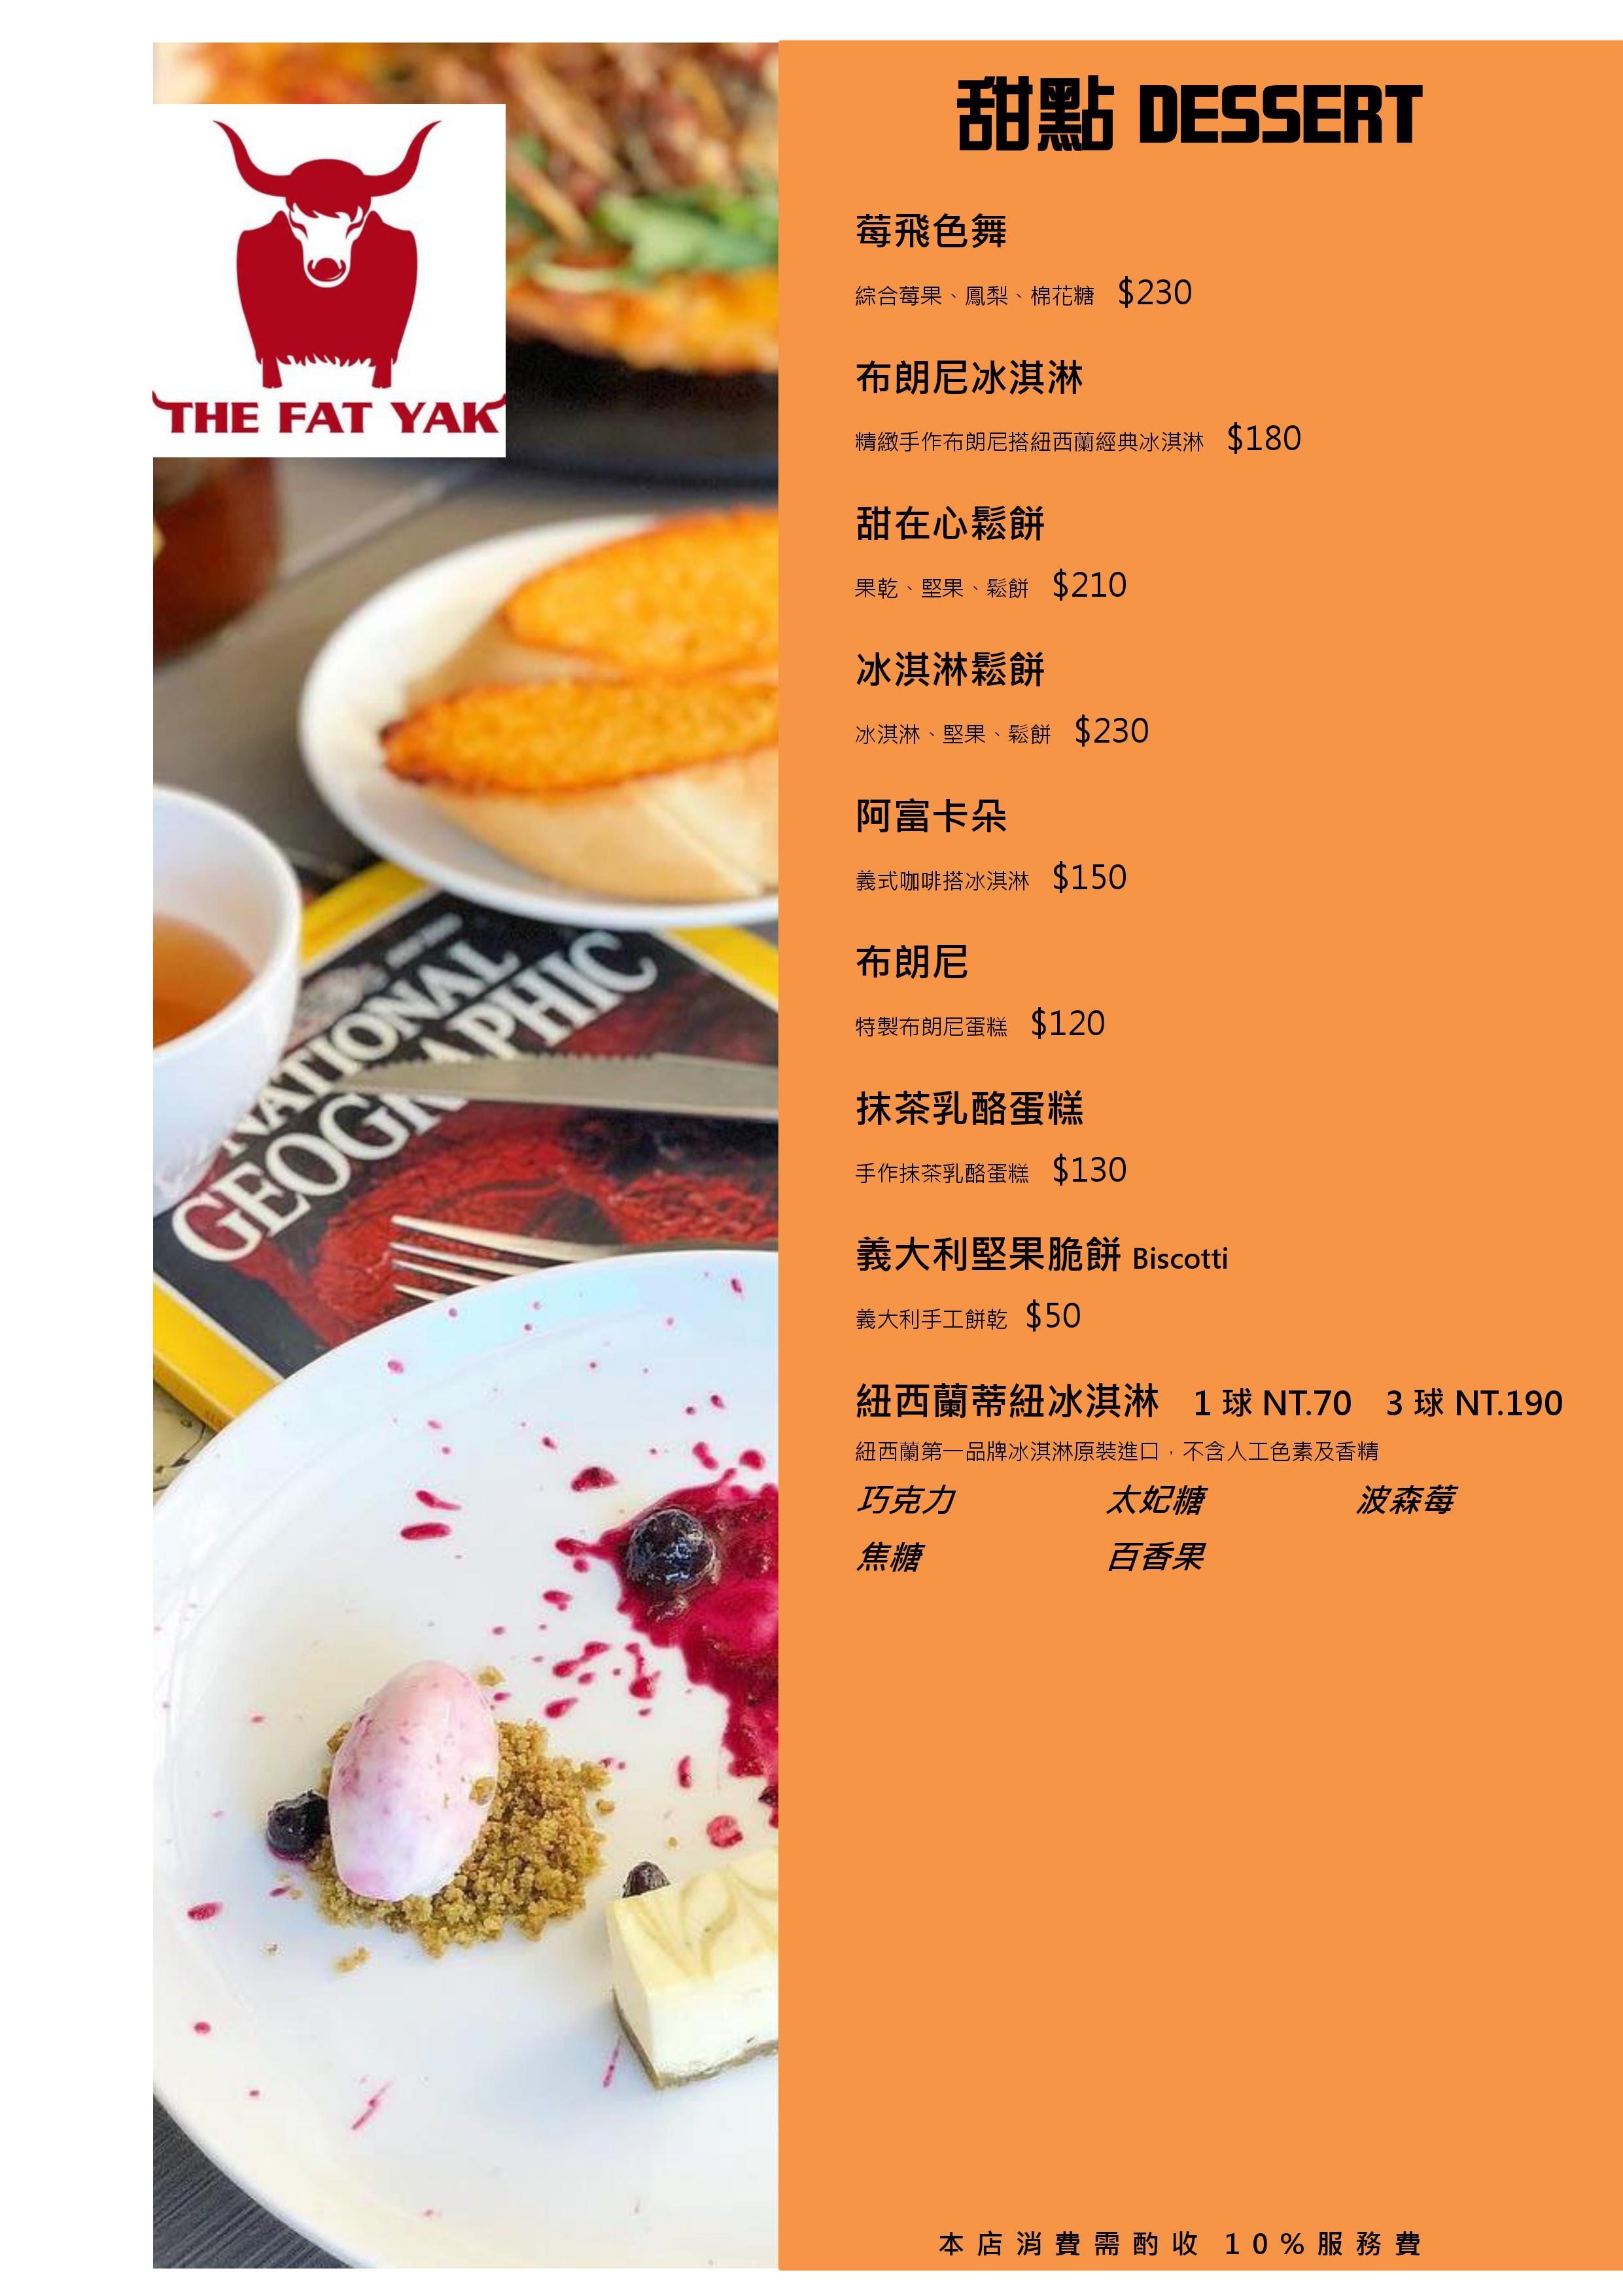 THE FAT YAK
NATIONAL
GEOGRAPHIC
甜點 DESSERT
莓飛色舞
綜合莓果、鳳梨、棉花糖 $230
布朗尼冰淇淋
精緻手作布朗尼搭紐西蘭經典冰淇淋 $180
甜在心鬆餅
果乾、堅果、鬆餅 $210
冰淇淋鬆餅
冰淇淋、堅果、鬆餅 $230
阿富卡朵
義式咖啡搭冰淇淋 $150
布朗尼
特製布朗尼蛋糕 $120
抹茶乳酪蛋糕
手作抹茶乳酪蛋糕 $130
義大利堅果脆餅 Biscotti
義大利手工餅乾 $50
紐西蘭蒂紐冰淇淋 1 球 NT.70 3 球 NT.190
紐西蘭第一品牌冰淇淋原裝進口，不含人工色素及香精
巧克力 太妃糖 波森莓
焦糖 百香果
本店消費需酌收 10%服務費